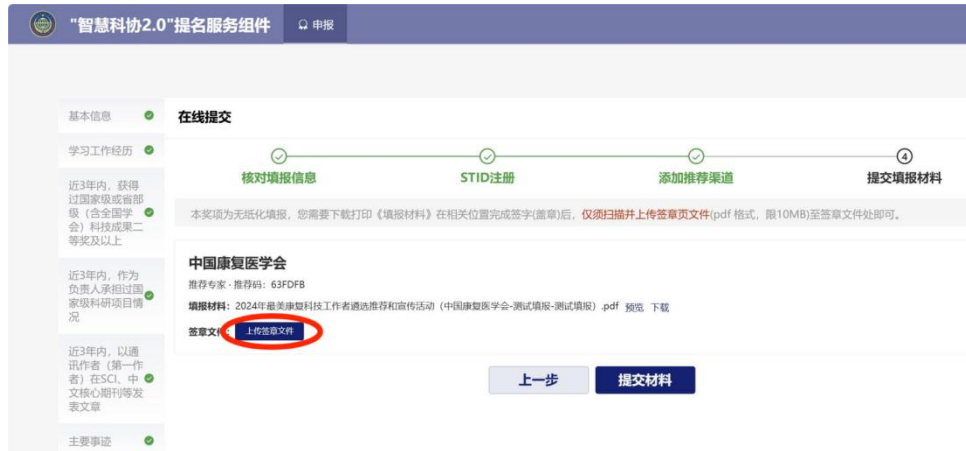 "智慧科协2.0"提名服务组件
申报
基本信息
学习工作经历
近3年内，获得
过国家级或省部
级（含全国学
会）科技成果二
等奖及以上
近3年内，作为
负责人承担过国
家级科研项目情
况
近3年内，以通
讯作者（第一作
者）在SCI、中
文核心期刊等发
表文章
主要事迹
在线提交
核对填报信息
STID注册
添加推荐渠道
4
提交填报材料
本奖项为无纸化填报，您需要下载打印《填报材料》在相关位置完成签字(盖章)后，仅须扫描并上传签章页文件(pdf 格式，限10MB)至签章文件处即可。
中国康复医学会
推荐专家 · 推荐码：63FDFB
填报材料：2024年最美康复科技工作者遴选推荐和宣传活动（中国康复医学会-测试填报-测试填报）.pdf 预览 下载
签章文件： 上传签章文件
上一步
提交材料